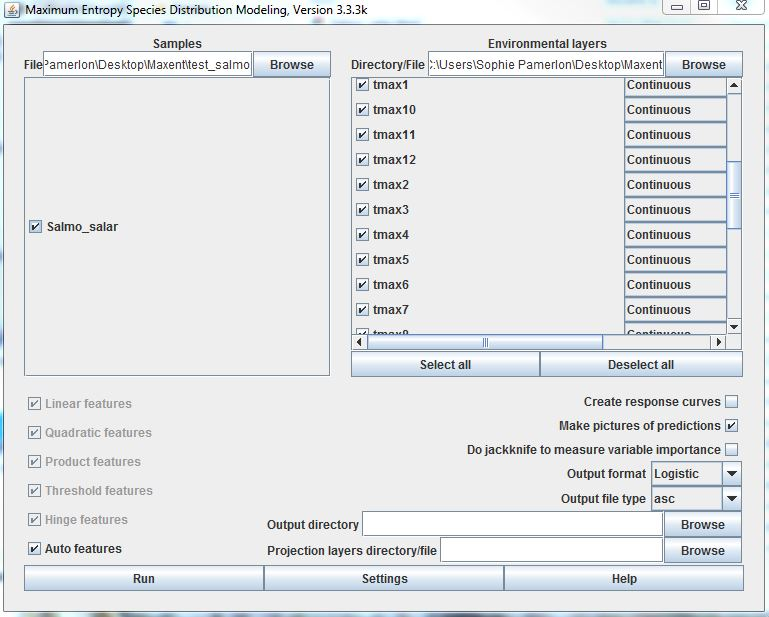 Maximum Entropy Species Distribution Modeling, Version 3.3.3k
Samples
File Pamerlon\Desktop\Maxent\test_salmo Browse
Salmo_salar
Environmental layers
Directory/File C:\Users\Sophie Pamerlon\Desktop\Maxent Browse
tmax1 Continuous
tmax10 Continuous
tmax11 Continuous
tmax12 Continuous
tmax2 Continuous
tmax3 Continuous
tmax4 Continuous
tmax5 Continuous
tmax6 Continuous
tmax7 Continuous
Continuous
Select all Deselect all
Linear features
Quadratic features
Product features
Threshold features
Hinge features
Auto features
Create response curves
Make pictures of predictions
Do jackknife to measure variable importance
Output format Logistic
Output file type asc
Output directory Browse
Projection layers directory/file Browse
Run Settings Help